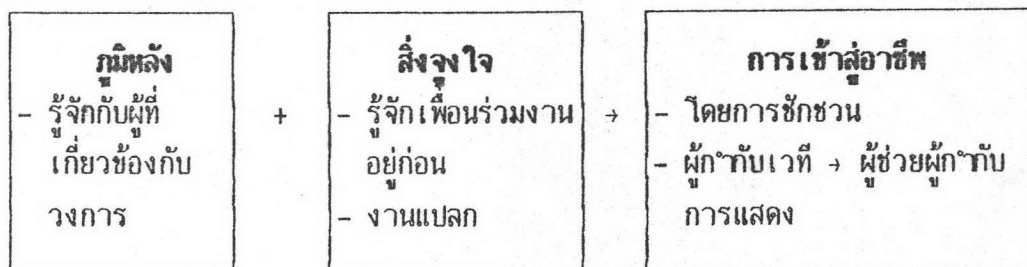 ภูมิหลัง
- รู้จักกับผู้ที่
เกี่ยวข้องกับ
วงการ
+
สิ่งจูงใจ
- รู้จักเพื่อนร่วมงาน
อยู่ก่อน
- งานแปลก
→
การเข้าสู่อาชีพ
- โดยการชักชวน
- ผู้กำกับเวที → ผู้ช่วยผู้กำกับ
การแสดง